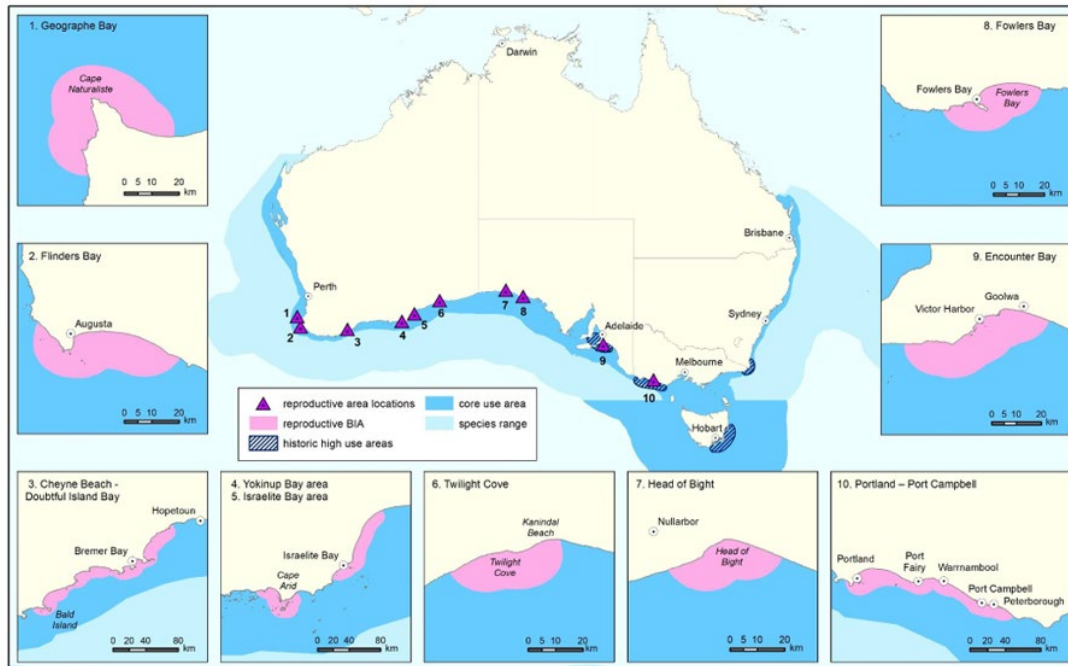 1. Geographe Bay
Cape
Naturaliste
0 5 10 20
km
2. Flinders Bay
Augusta
0 5 10 20
km
Darwin
Perth
Brisbane
Sydney
Adelaide
Melbourne
Hobart
1
2
3
4
5
6
7
8
9
10
reproductive area locations
reproductive BIA
historic high use areas
core use area
species range
8. Fowlers Bay
Fowlers Bay
Fowlers
Bay
0 5 10 20
km
9. Encounter Bay
Goolwa
Victor Harbor
0 5 10 20
km
3. Cheyne Beach -
Doubtful Island Bay
Hopetoun
Bremer Bay
Bald
Island
0 20 40 80
km
4. Yokinup Bay area
5. Israelite Bay area
Israelite Bay
Cape
Arid
0 20 40 80
km
6. Twilight Cove
Kanindal
Beach
Twilight
Cove
0 5 10 20
km
7. Head of Bight
Nullarbor
Head of
Bight
0 5 10 20
km
10. Portland – Port Campbell
Portland
Port
Fairy
Warrnambool
Port Campbell
Peterborough
0 20 40 80
km